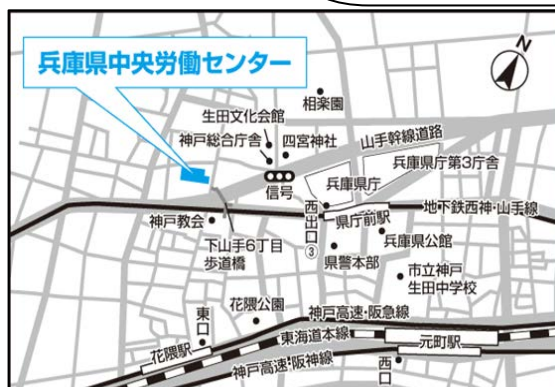 兵庫県中央労働センター
N
相楽園
生田文化会館
神戸総合庁舎
四宮神社
山手幹線道路
兵庫県庁第3庁舎
信号
兵庫県庁
西出口③
県庁前駅
地下鉄西神・山手線
神戸教会
下山手6丁目
歩道橋
県警本部
兵庫県公館
市立神戸
生田中学校
花隈公園
東口
神戸高速・阪急線
東海道本線
花隈駅
元町駅
神戸高速・阪神線
西口